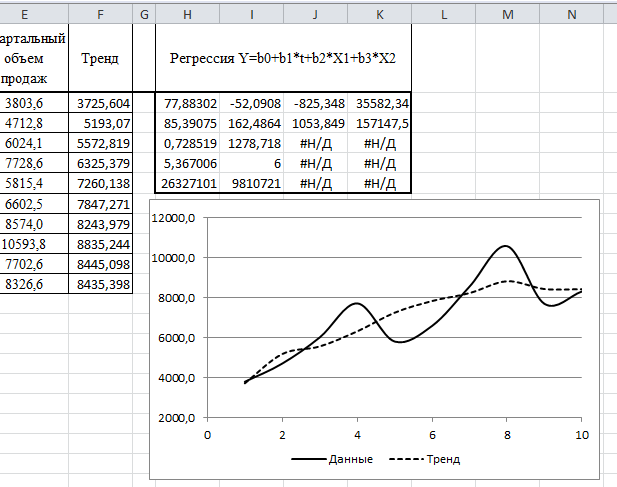 E F G H I J K L M N
артальный
объем
продаж
Тренд
Регрессия Y=b0+b1*t+b2*X1+b3*X2
3803,6 3725,604 77,88302 -52,0908 -825,348 35582,34
4712,8 5193,07 85,39075 162,4864 1053,849 157147,5
6024,1 5572,819 0,728519 1278,718 #Н/Д #Н/Д
7728,6 6325,379 5,367006 6 #Н/Д #Н/Д
5815,4 7260,138 26327101 9810721 #Н/Д #Н/Д
6602,5 7847,271
8574,0 8243,979
10593,8 8835,244
7702,6 8445,098
8326,6 8435,398
12000,0
10000,0
8000,0
6000,0
4000,0
2000,0
0 2 4 6 8 10
Данные Тренд